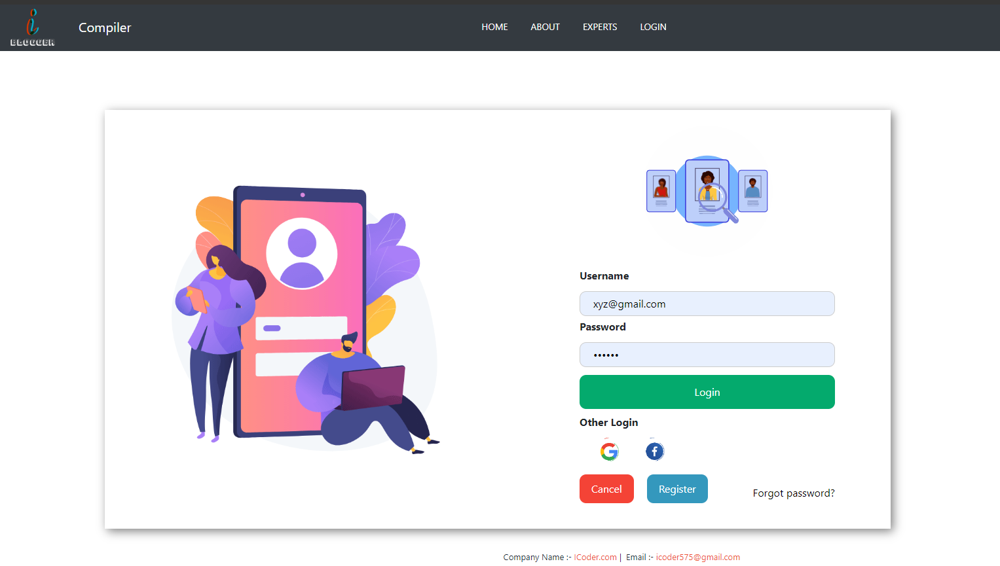 BLOGGER
Compiler
HOME ABOUT EXPERTS LOGIN
Username
xyz@gmail.com
Password
••••••
Login
Other Login
Cancel Register Forgot password?
Company Name :- ICoder.com | Email :- icoder575@gmail.com